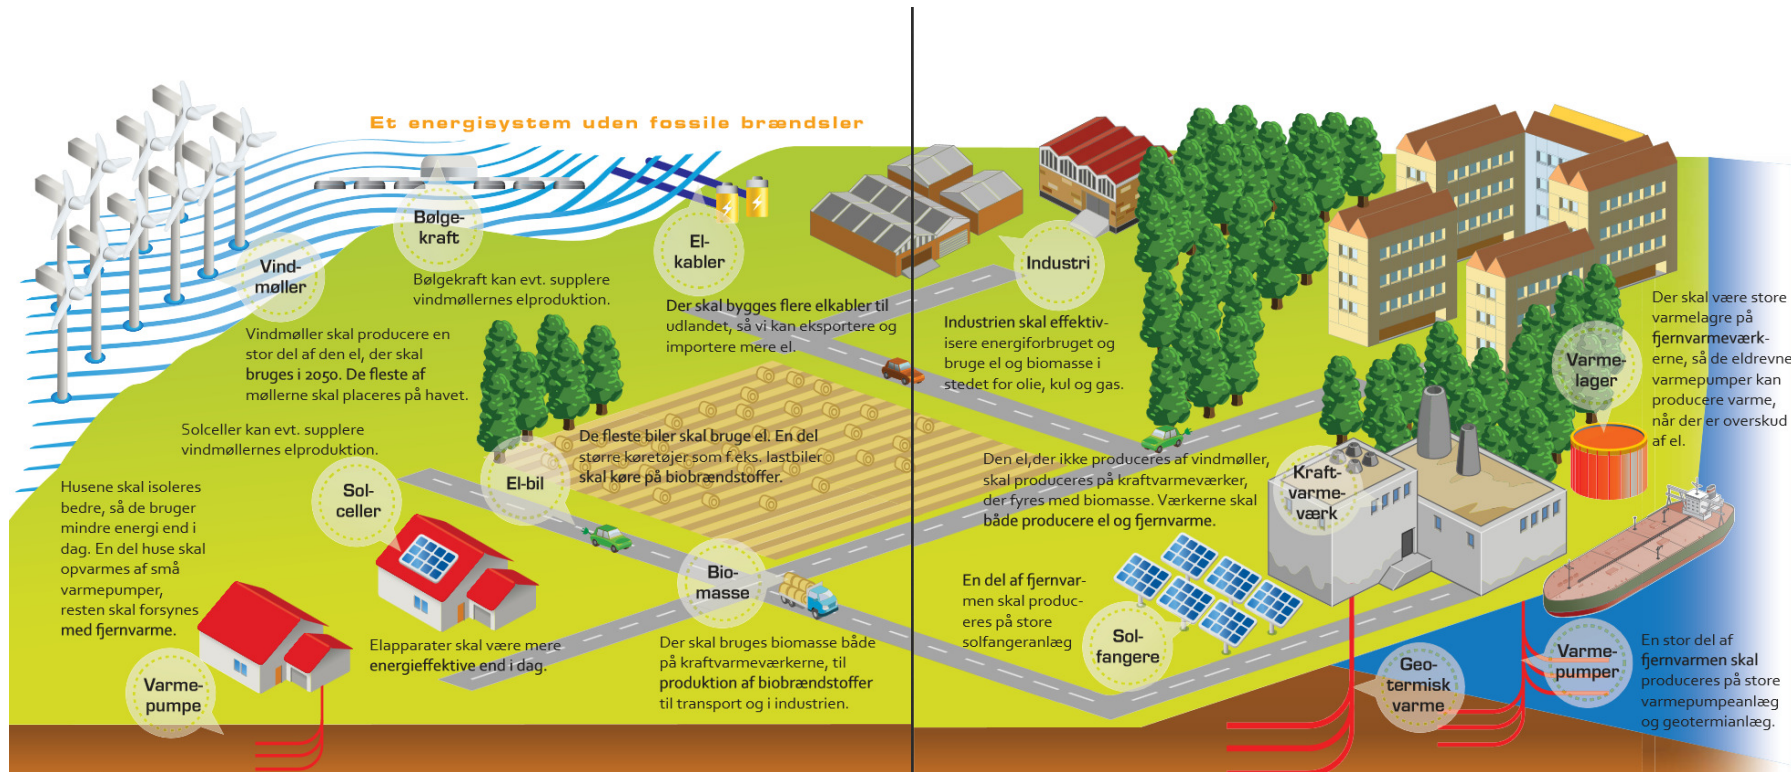 Et energisystem uden fossile brændsler
Bølge-
kraft
Bølgekraft kan evt. supplere
vindmøllernes elproduktion.
Vind-
møller
Vindmøller skal producere en
stor del af den el, der skal
bruges i 2050. De fleste af
møllerne skal placeres på havet.
El-
kabler
Der skal bygges flere elkabler til
udlandet, så vi kan eksportere og
importere mere el.
Solceller kan evt. supplere
vindmøllernes elproduktion.
Sol-
celler
El-bil
De fleste biler skal bruge el. En del
større køretøjer som f.eks. lastbiler
skal køre på biobrændstoffer.
Husene skal isoleres
bedre, så de bruger
mindre energi end i
dag. En del huse skal
opvarmes af små
varmepumper,
resten skal forsynes
med fjernvarme.
Varme-
pumpe
Elapparater skal være mere
energieffektive end i dag.
Bio-
masse
Der skal bruges biomasse både
på kraftvarmeværkerne, til
produktion af biobrændstoffer
til transport og i industrien.
Industri
Industrien skal effektiv-
isere energiforbruget og
bruge el og biomasse i
stedet for olie, kul og gas.
Varme-
lager
Der skal være store
varmelagre på
fjernvarmeværk-
erne, så de eldrevne
varmepumper kan
producere varme,
når der er overskud
af el.
Den el,der ikke produceres af vindmøller,
skal produceres på kraftvarmeværker,
der fyres med biomasse. Værkerne skal
både producere el og fjernvarme.
Kraft-
varme-
værk
En del af fjernvar-
men skal produc-
eres på store
solfangeranlæg
Sol-
fangere
Geo-
termisk
varme
Varme-
pumper
En stor del af
fjernvarmen skal
produceres på store
varmepumpeanlæg
og geotermianlæg.